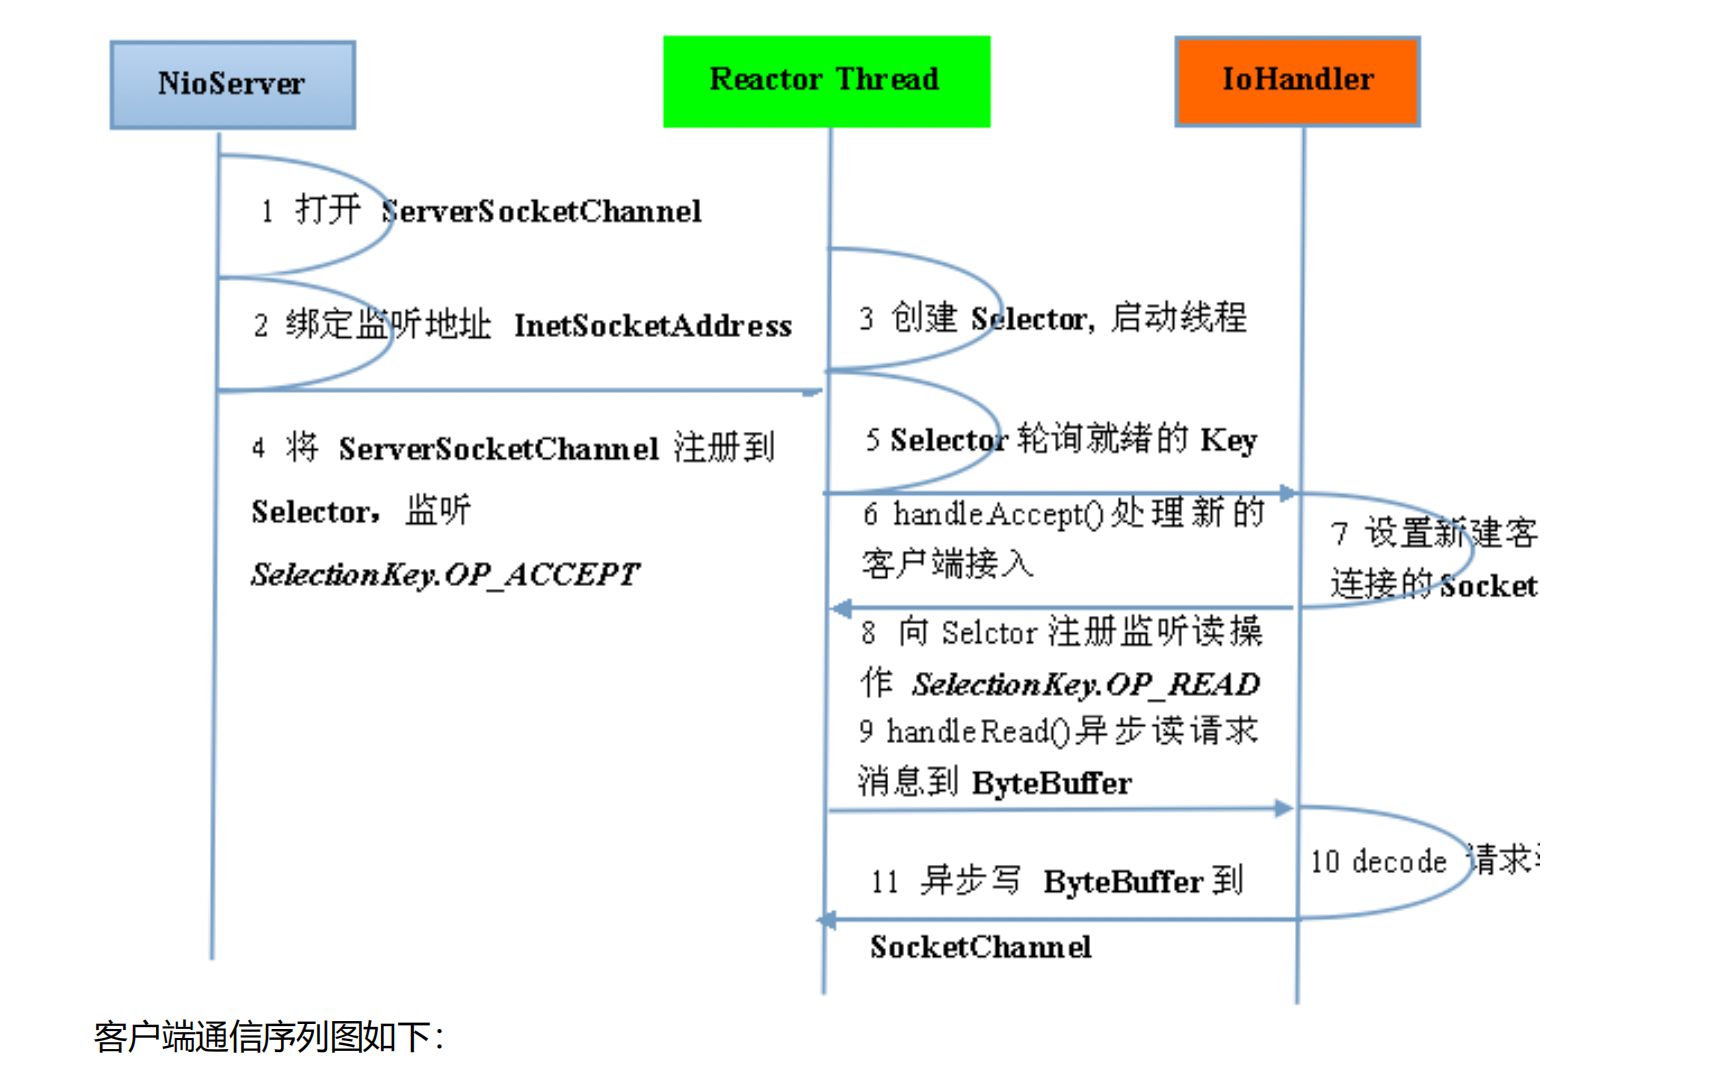 NioServer
Reactor Thread
IoHandler
1 打开 ServerSocketChannel
2 绑定监听地址 InetSocketAddress
3 创建 Selector, 启动线程
4 将 ServerSocketChannel 注册到
Selector，监听
SelectionKey.OP_ACCEPT
5 Selector 轮询就绪的 Key
6 handleAccept()处理新的
客户端接入
7 设置新建客
连接的 Socket
8 向 Selctor 注册监听读操
作 SelectionKey.OP_READ
9 handleRead()异步读请求
消息到 ByteBuffer
10 decode 请求
11 异步写 ByteBuffer 到
SocketChannel
客户端通信序列图如下：